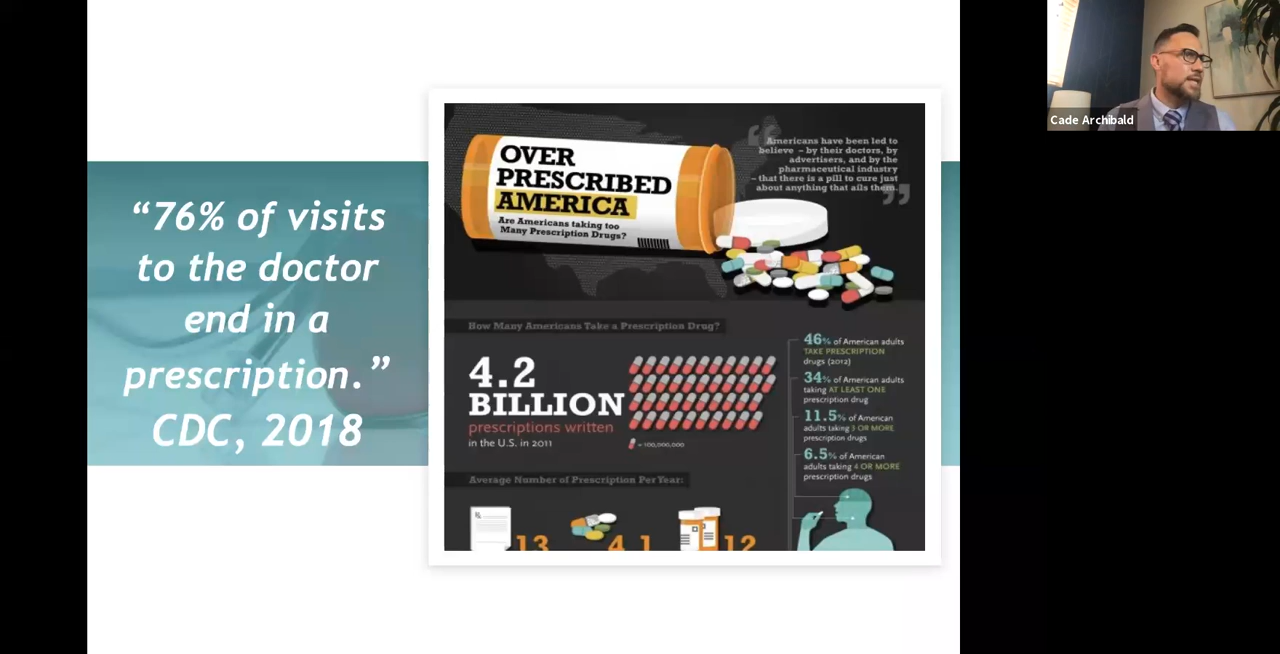 “76% of visits
to the doctor
end in a
prescription.”
CDC, 2018
OVER
PRESCRIBED
AMERICA
Are Americans taking too
Many Prescription Drugs?
“Americans have been led to
believe – by their doctors, by
advertisers, and by the
pharmaceutical industry
– that there is a pill to cure just
about anything that ails them.”
How Many Americans Take a Prescription Drug?
4.2
BILLION
prescriptions written
in the U.S. in 2011
= 100,000,000
46% of American adults
TAKE PRESCRIPTION
drugs (2012)
34% of American adults
taking AT LEAST ONE
prescription drug
11.5% of American
adults taking 3 OR MORE
prescription drugs
6.5% of American
adults taking 4 OR MORE
prescription drugs
Average Number of Prescription Per Year:
13 4.1 12
Cade Archibald